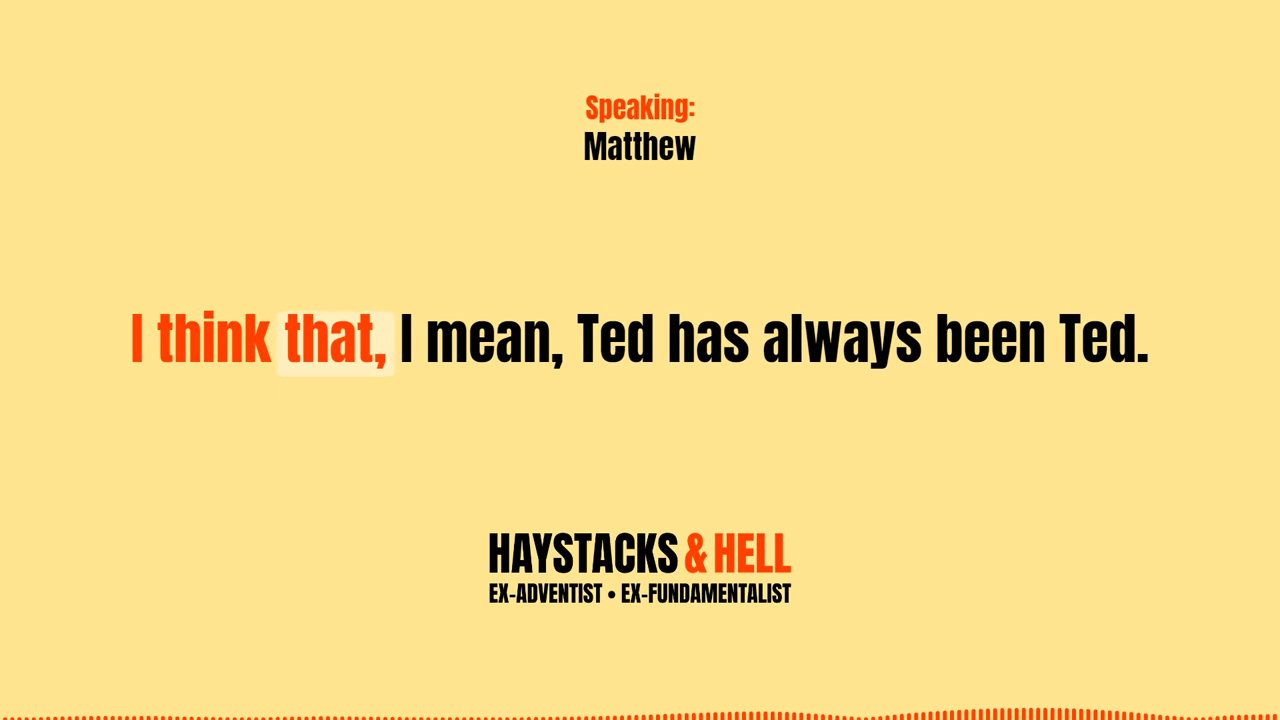 Speaking:
Matthew
I think that, I mean, Ted has always been Ted.
HAYSTACKS & HELL
EX-ADVENTIST • EX-FUNDAMENTALIST